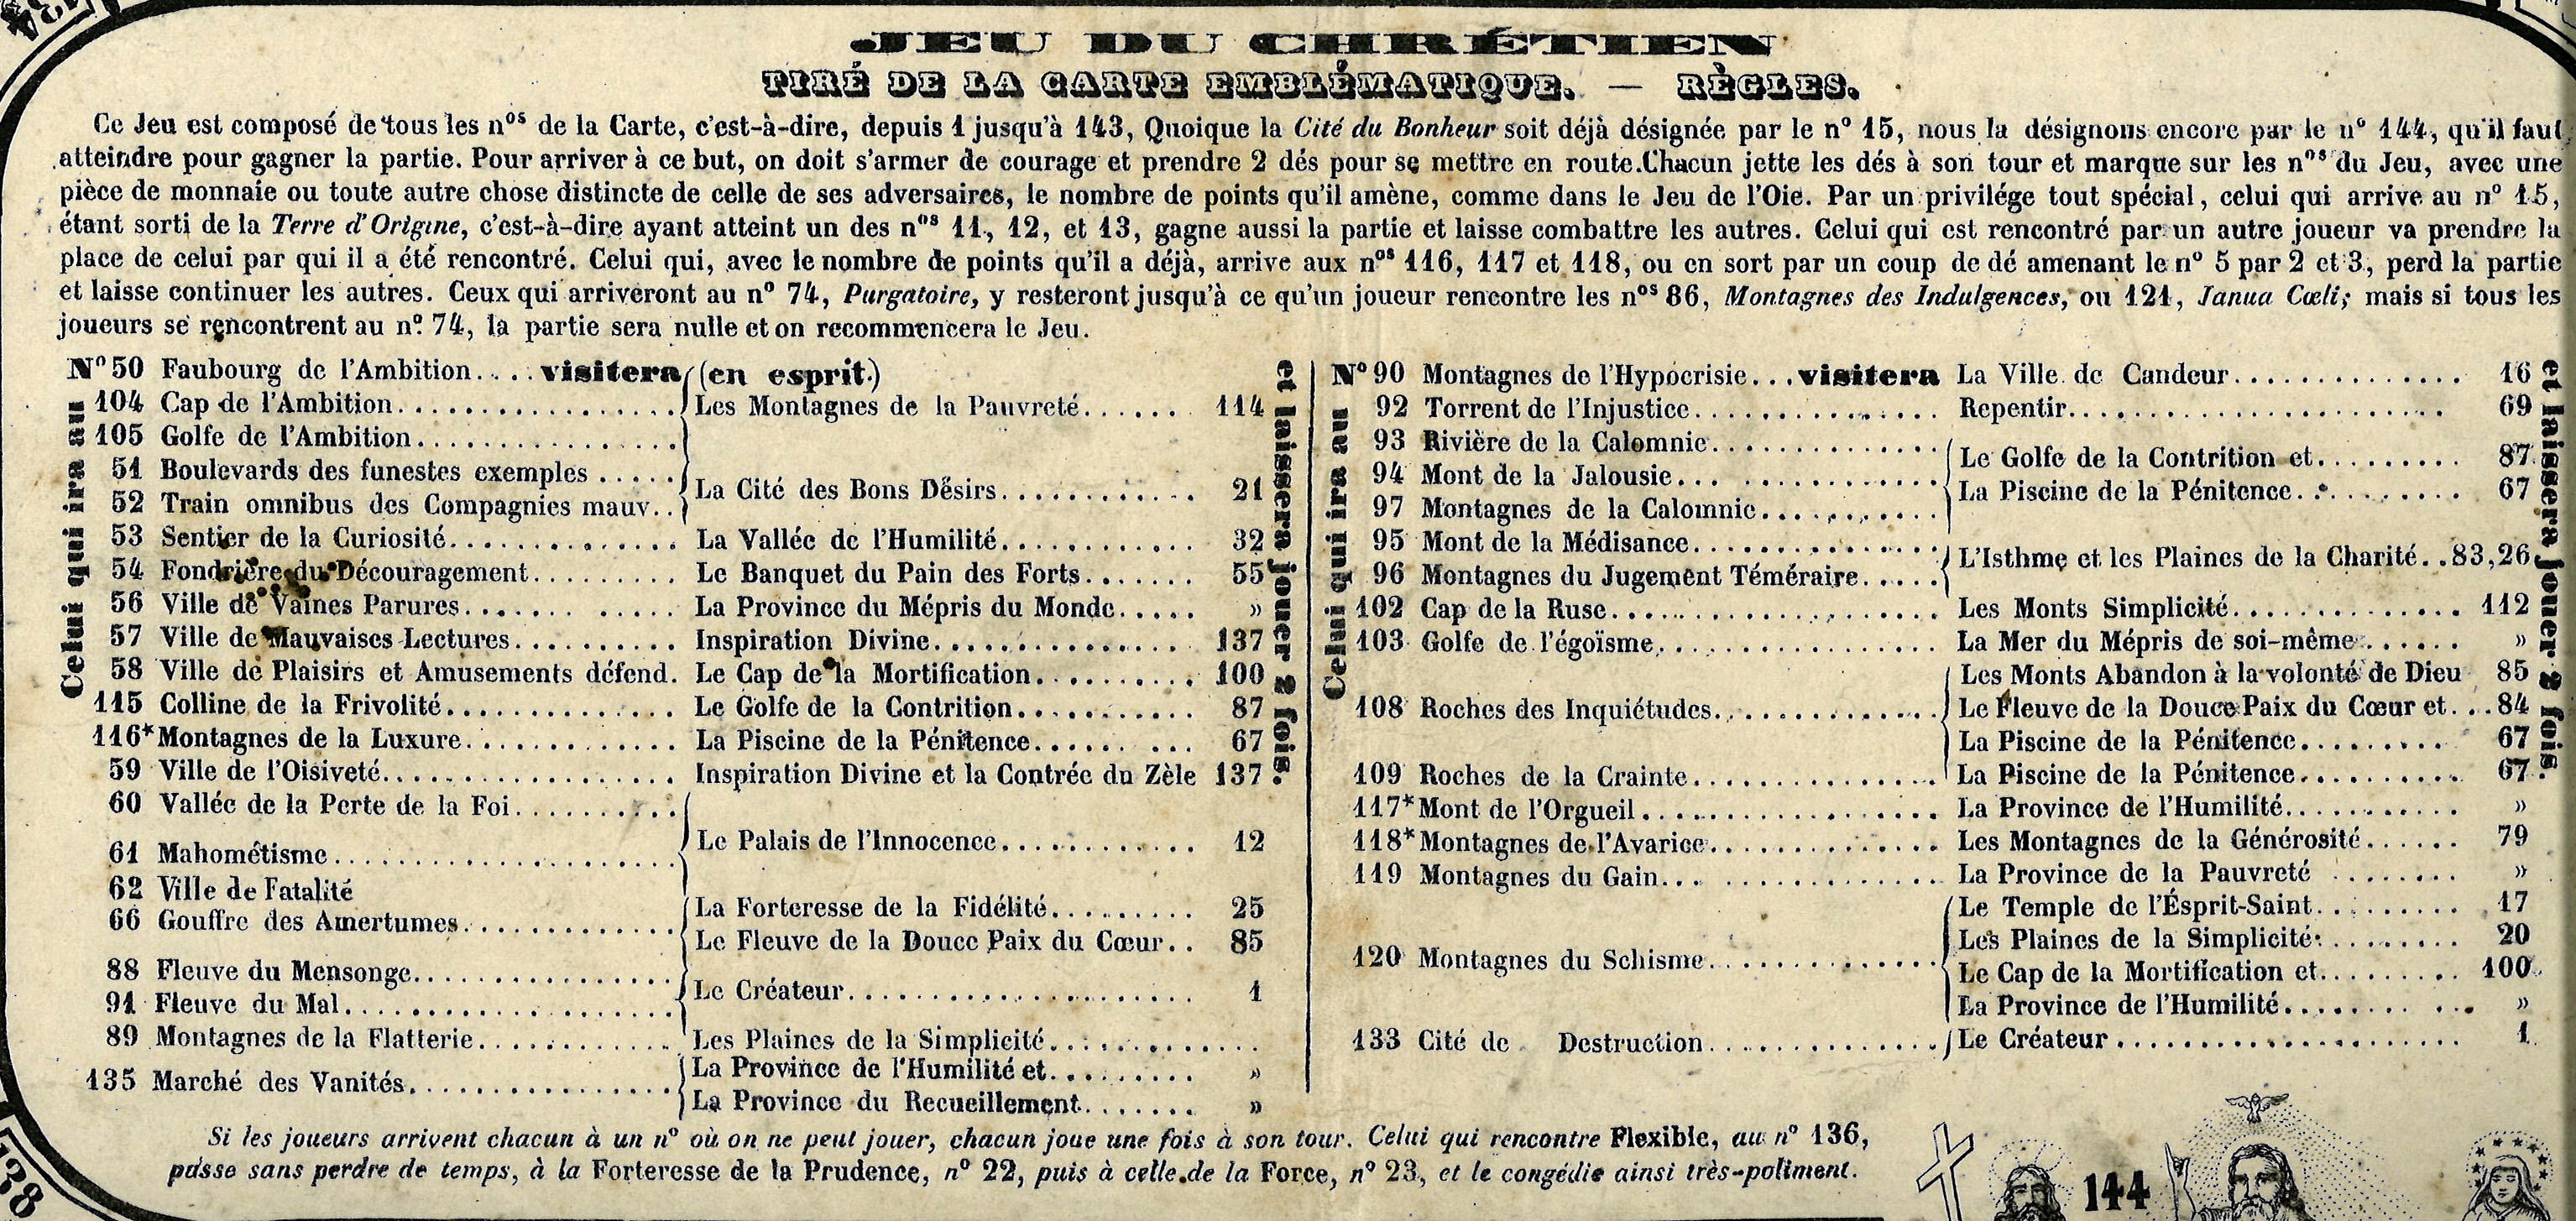 JEU DU CHRÉTIEN
TIRÉ DE LA CARTE EMBLÉMATIQUE. — RÈGLES.
Ce Jeu est composé de tous les nos de la Carte, c'est-à-dire, depuis 1 jusqu'à 143, Quoique la Cité du Bonheur soit déjà désignée par le no 15, nous la désignons encore par le no 144, qu'il faut
atteindre pour gagner la partie. Pour arriver à ce but, on doit s'armer de courage et prendre 2 dés pour se mettre en route. Chacun jette les dés à son tour et marque sur les nos du Jeu, avec une
pièce de monnaie ou toute autre chose distincte de celle de ses adversaires, le nombre de points qu'il amène, comme dans le Jeu de l'Oie. Par un privilége tout spécial, celui qui arrive au no 15,
étant sorti de la Terre d'Origine, c'est-à-dire ayant atteint un des nos 11, 12, et 13, gagne aussi la partie et laisse combattre les autres. Celui qui est rencontré par un autre joueur va prendre la
place de celui par qui il a été rencontré. Celui qui, avec le nombre de points qu'il a déjà, arrive aux nos 116, 117 et 118, ou en sort par un coup de dé amenant le no 5 par 2 et 3, perd la partie
et laisse continuer les autres. Ceux qui arriveront au no 74, Purgatoire, y resteront jusqu'à ce qu'un joueur rencontre les nos 86, Montagnes des Indulgences, ou 121, Janua Cœli; mais si tous les
joueurs se rencontrent au no 74, la partie sera nulle et on recommencera le Jeu.
Celui qui ira au
No 50 Faubourg de l'Ambition.... visitera (en esprit.)
104 Cap de l'Ambition................ Les Montagnes de la Pauvreté....... 114
105 Golfe de l'Ambition................
51 Boulevards des funestes exemples .....
La Cité des Bons Désirs............ 21
52 Train omnibus des Compagnies mauv..
53 Sentier de la Curiosité.............. La Vallée de l'Humilité............ 32
54 Fondrière du Découragement......... Le Banquet du Pain des Forts....... 55
56 Ville de Vaines Parures............. La Province du Mépris du Monde..... »
57 Ville de Mauvaises Lectures.......... Inspiration Divine............... 137
58 Ville de Plaisirs et Amusements défend. Le Cap de la Mortification.......... 100
115 Colline de la Frivolité.............. Le Golfe de la Contrition........... 87
116* Montagnes de la Luxure............. La Piscine de la Pénitence......... 67
59 Ville de l'Oisiveté.................. Inspiration Divine et la Contrée du Zèle 137
60 Vallée de la Perte de la Foi..........
Le Palais de l'Innocence............ 12
61 Mahométisme.....................
62 Ville de Fatalité
La Forteresse de la Fidélité......... 25
66 Gouffre des Amertumes.............
Le Fleuve de la Douce Paix du Cœur.. 85
88 Fleuve du Mensonge................
Le Créateur..................... 1
91 Fleuve du Mal....................
89 Montagnes de la Flatterie............ Les Plaines de la Simplicité.............
La Province de l'Humilité et......... »
135 Marché des Vanités................
La Province du Recueillement....... »
et laissera jouer 2 fois.
Celui qui ira au
No 90 Montagnes de l'Hypocrisie... visitera La Ville de Candeur.............. 16
92 Torrent de l'Injustice................ Repentir....................... 69
93 Rivière de la Calomnie..............
Le Golfe de la Contrition et......... 87
94 Mont de la Jalousie... .............
La Piscine de la Pénitence.......... 67
97 Montagnes de la Calomnie...........
95 Mont de la Médisance...............
L'Isthme et les Plaines de la Charité..83,26
96 Montagnes du Jugement Téméraire.....
102 Cap de la Ruse.................... Les Monts Simplicité.............. 112
103 Golfe de l'égoïsme................. La Mer du Mépris de soi-même...... »
Les Monts Abandon à la volonté de Dieu 85
108 Roches des Inquiétudes.............. Le Fleuve de la Douce Paix du Cœur et...84
La Piscine de la Pénitence......... 67
109 Roches de la Crainte............... La Piscine de la Pénitence.......... 67
117* Mont de l'Orgueil.................. La Province de l'Humilité........... »
118* Montagnes de l'Avarice.............. Les Montagnes de la Générosité...... 79
119 Montagnes du Gain... ............. La Province de la Pauvreté ....... »
Le Temple de l'Ésprit-Saint......... 17
Les Plaines de la Simplicité......... 20
120 Montagnes du Schisme..............
Le Cap de la Mortification et......... 100
La Province de l'Humilité........ .. »
133 Cité de Destruction.............. Le Créateur..................... 1
et laissera jouer 2 fois.
Si les joueurs arrivent chacun à un no où on ne peut jouer, chacun joue une fois à son tour. Celui qui rencontre Flexible, au no 136,
passe sans perdre de temps, à la Forteresse de la Prudence, no 22, puis à celle de la Force, no 23, et le congédie ainsi très-poliment.
144
138